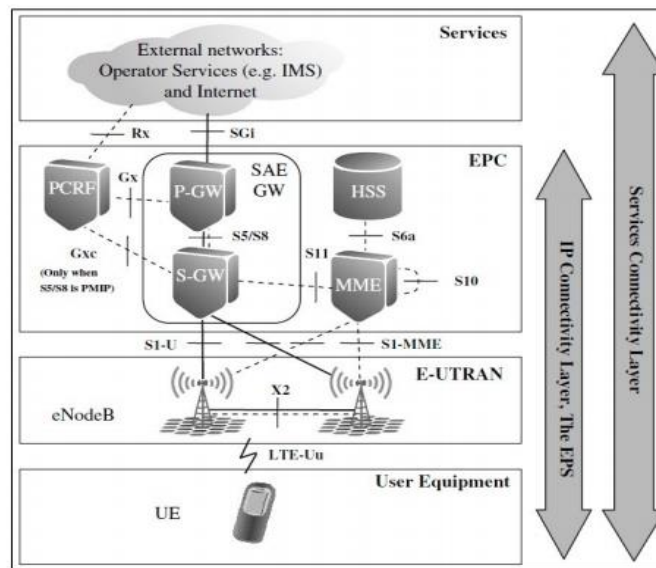 Services
External networks:
Operator Services (e.g. IMS)
and Internet
Rx
SGi
EPC
SAE
GW
PCRF
Gx
P-GW
HSS
S5/S8
S6a
Gxc
(Only when
S5/S8 is PMIP)
S-GW
S11
MME
S10
S1-U
S1-MME
E-UTRAN
X2
eNodeB
LTE-Uu
User Equipment
UE
IP Connectivity Layer, The EPS
Services Connectivity Layer